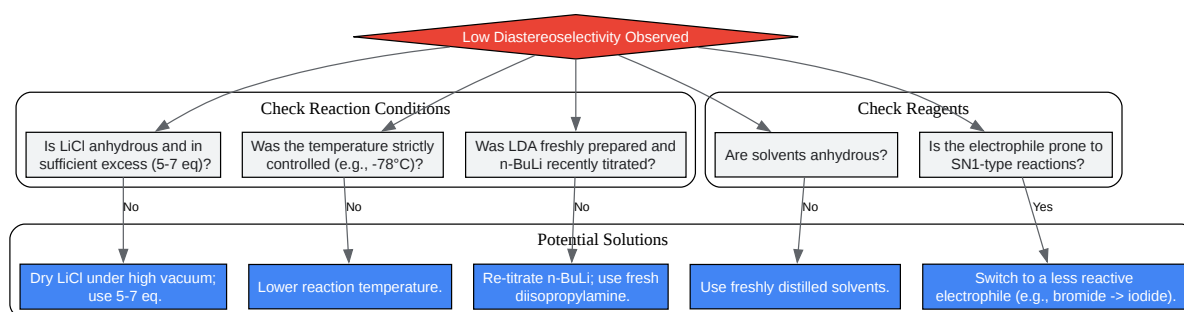 Low Diastereoselectivity Observed
Check Reaction Conditions
Check Reagents
Is LiCl anhydrous and in
sufficient excess (5-7 eq)?
Was the temperature strictly
controlled (e.g., -78°C)?
Was LDA freshly prepared and
n-BuLi recently titrated?
Are solvents anhydrous?
Is the electrophile prone to
SN1-type reactions?
No
No
No
No
Yes
Potential Solutions
Dry LiCl under high vacuum;
use 5-7 eq.
Lower reaction temperature.
Re-titrate n-BuLi; use fresh
diisopropylamine.
Use freshly distilled solvents.
Switch to a less reactive
electrophile (e.g., bromide -> iodide).